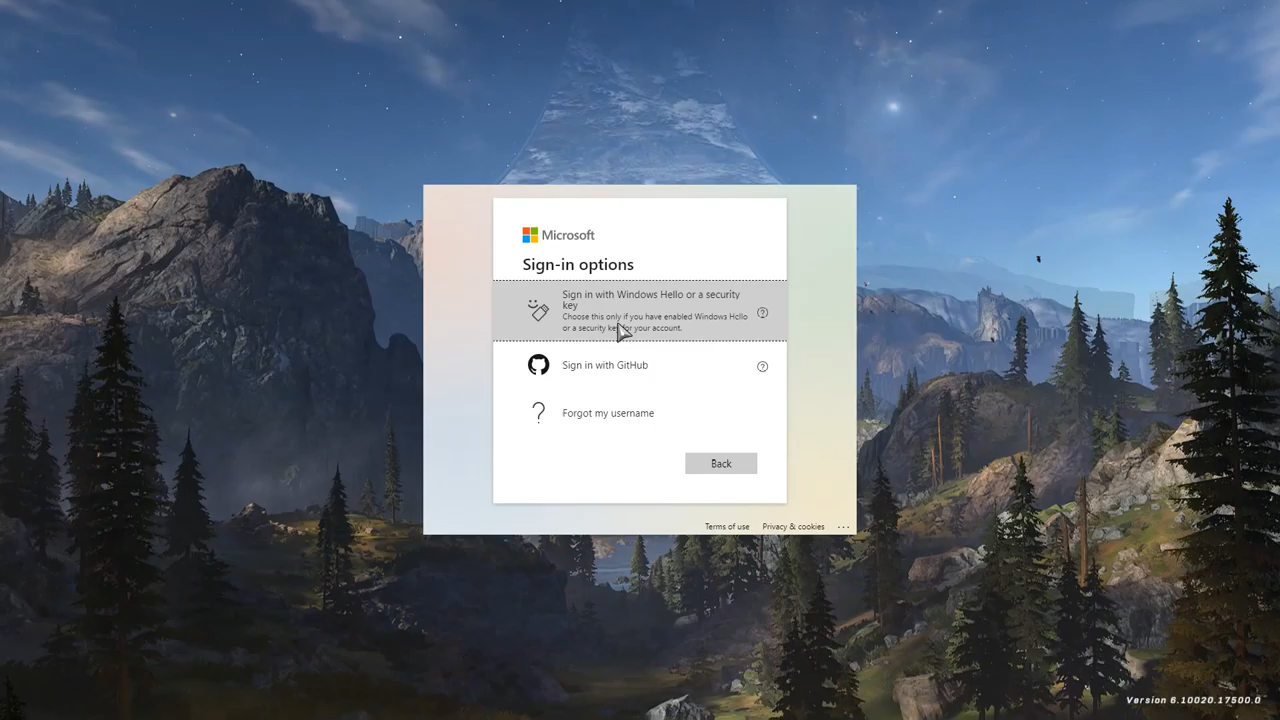 Microsoft
Sign-in options
Sign in with Windows Hello or a security
key
Choose this only if you have enabled Windows Hello
or a security key for your account.
Sign in with GitHub
Forgot my username
Back
Terms of use Privacy & cookies ...
Version 6.10020.17500.0